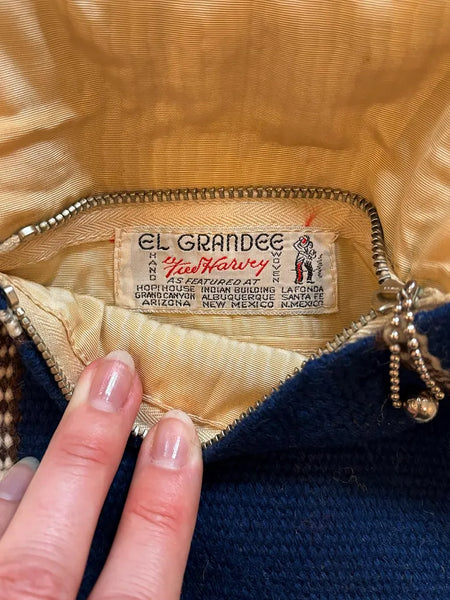 EL GRANDEE
HAND by Fred Harvey WOVEN
AS FEATURED AT
HOPI HOUSE INDIAN BUILDING LA FONDA
GRAND CANYON ALBUQUERQUE SANTA FE
ARIZONA NEW MEXICO N.MEXICO